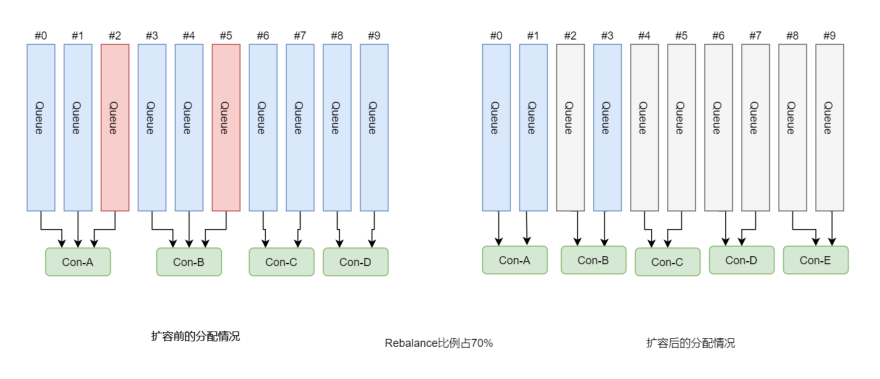 #0 #1 #2 #3 #4 #5 #6 #7 #8 #9
Queue Queue Queue Queue Queue Queue Queue Queue Queue Queue
Con-A Con-B Con-C Con-D
扩容前的分配情况
#0 #1 #2 #3 #4 #5 #6 #7 #8 #9
Queue Queue Queue Queue Queue Queue Queue Queue Queue Queue
Con-A Con-B Con-C Con-D Con-E
Rebalance比例占70%
扩容后的分配情况